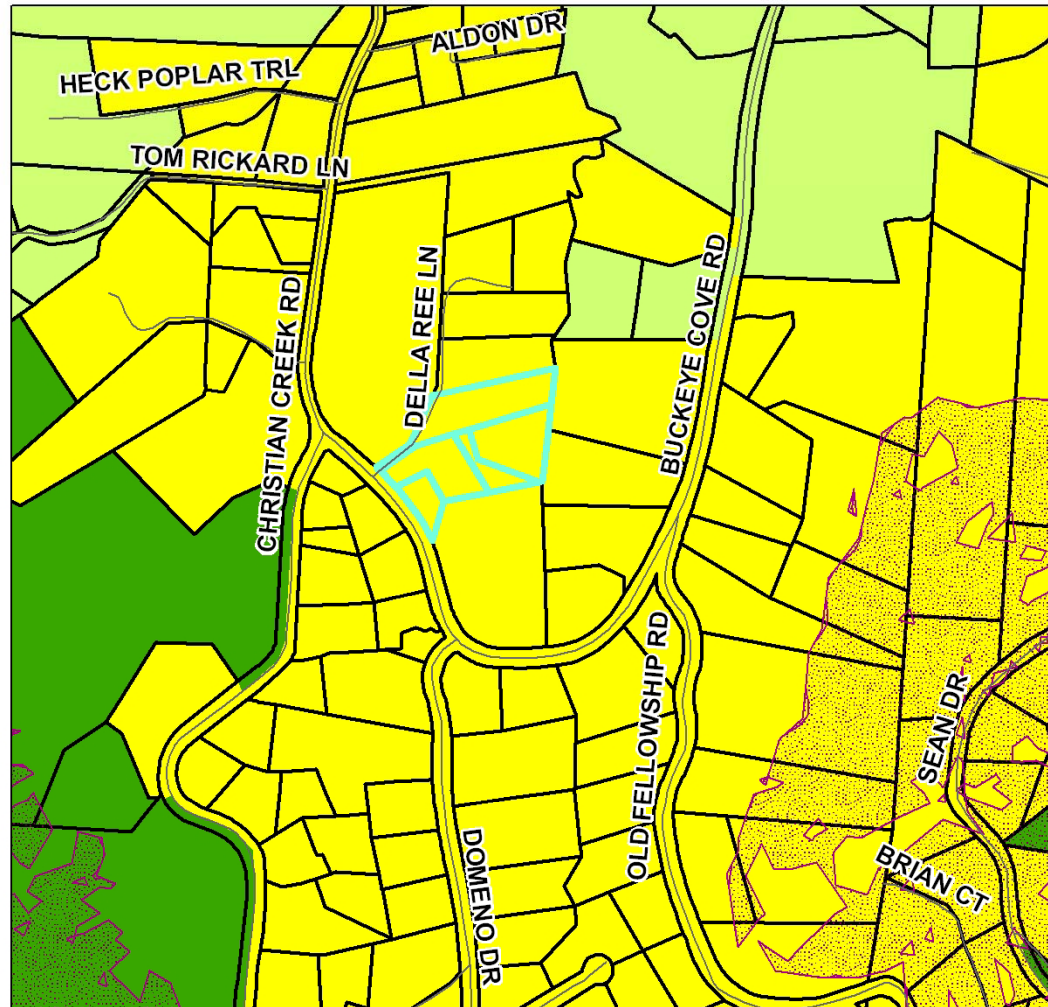 ALDON DR
HECK POPLAR TRL
TOM RICKARD LN
CHRISTIAN CREEK RD
DELLA REE LN
BUCKEYE COVE RD
OLD FELLOWSHIP RD
SEAN DR
DOMENO DR
BRIAN CT